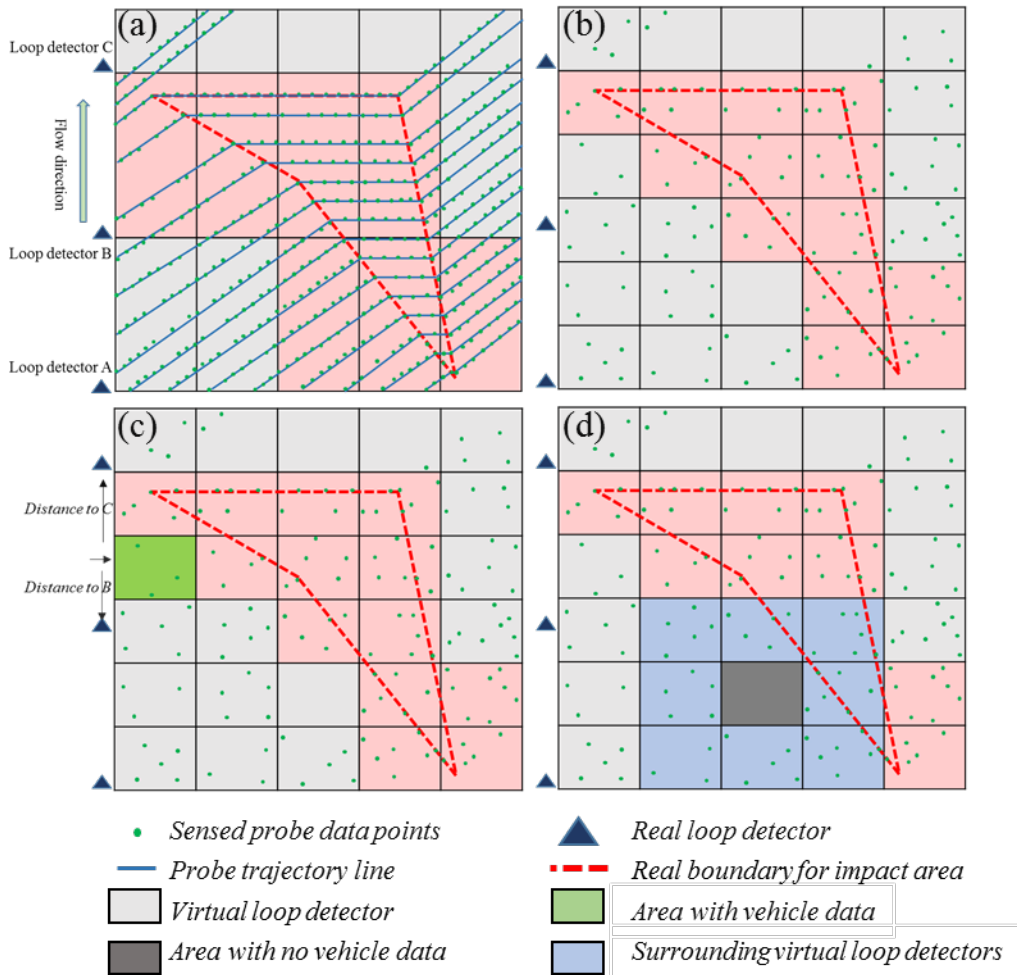 (a)
(b)
Loop detector C
Flow direction
Loop detector B
Loop detector A
(c)
(d)
Distance to C
Distance to B
Sensed probe data points
Real loop detector
Probe trajectory line
Real boundary for impact area
Virtual loop detector
Area with vehicle data
Area with no vehicle data
Surrounding virtual loop detectors